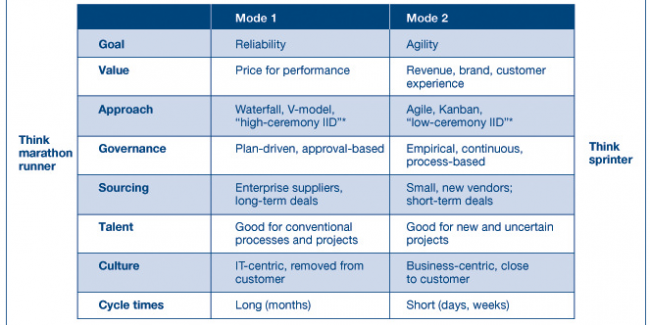 Mode 1 Mode 2
Goal Reliability Agility
Value Price for performance Revenue, brand, customer
experience
Approach Waterfall, V-model, Agile, Kanban,
“high-ceremony IID”* “low-ceremony IID”*
Think
marathon
runner
Governance Plan-driven, approval-based Empirical, continuous,
process-based
Think
sprinter
Sourcing Enterprise suppliers, Small, new vendors;
long-term deals short-term deals
Talent Good for conventional Good for new and uncertain
processes and projects projects
Culture IT-centric, removed from Business-centric, close
customer to customer
Cycle times Long (months) Short (days, weeks)